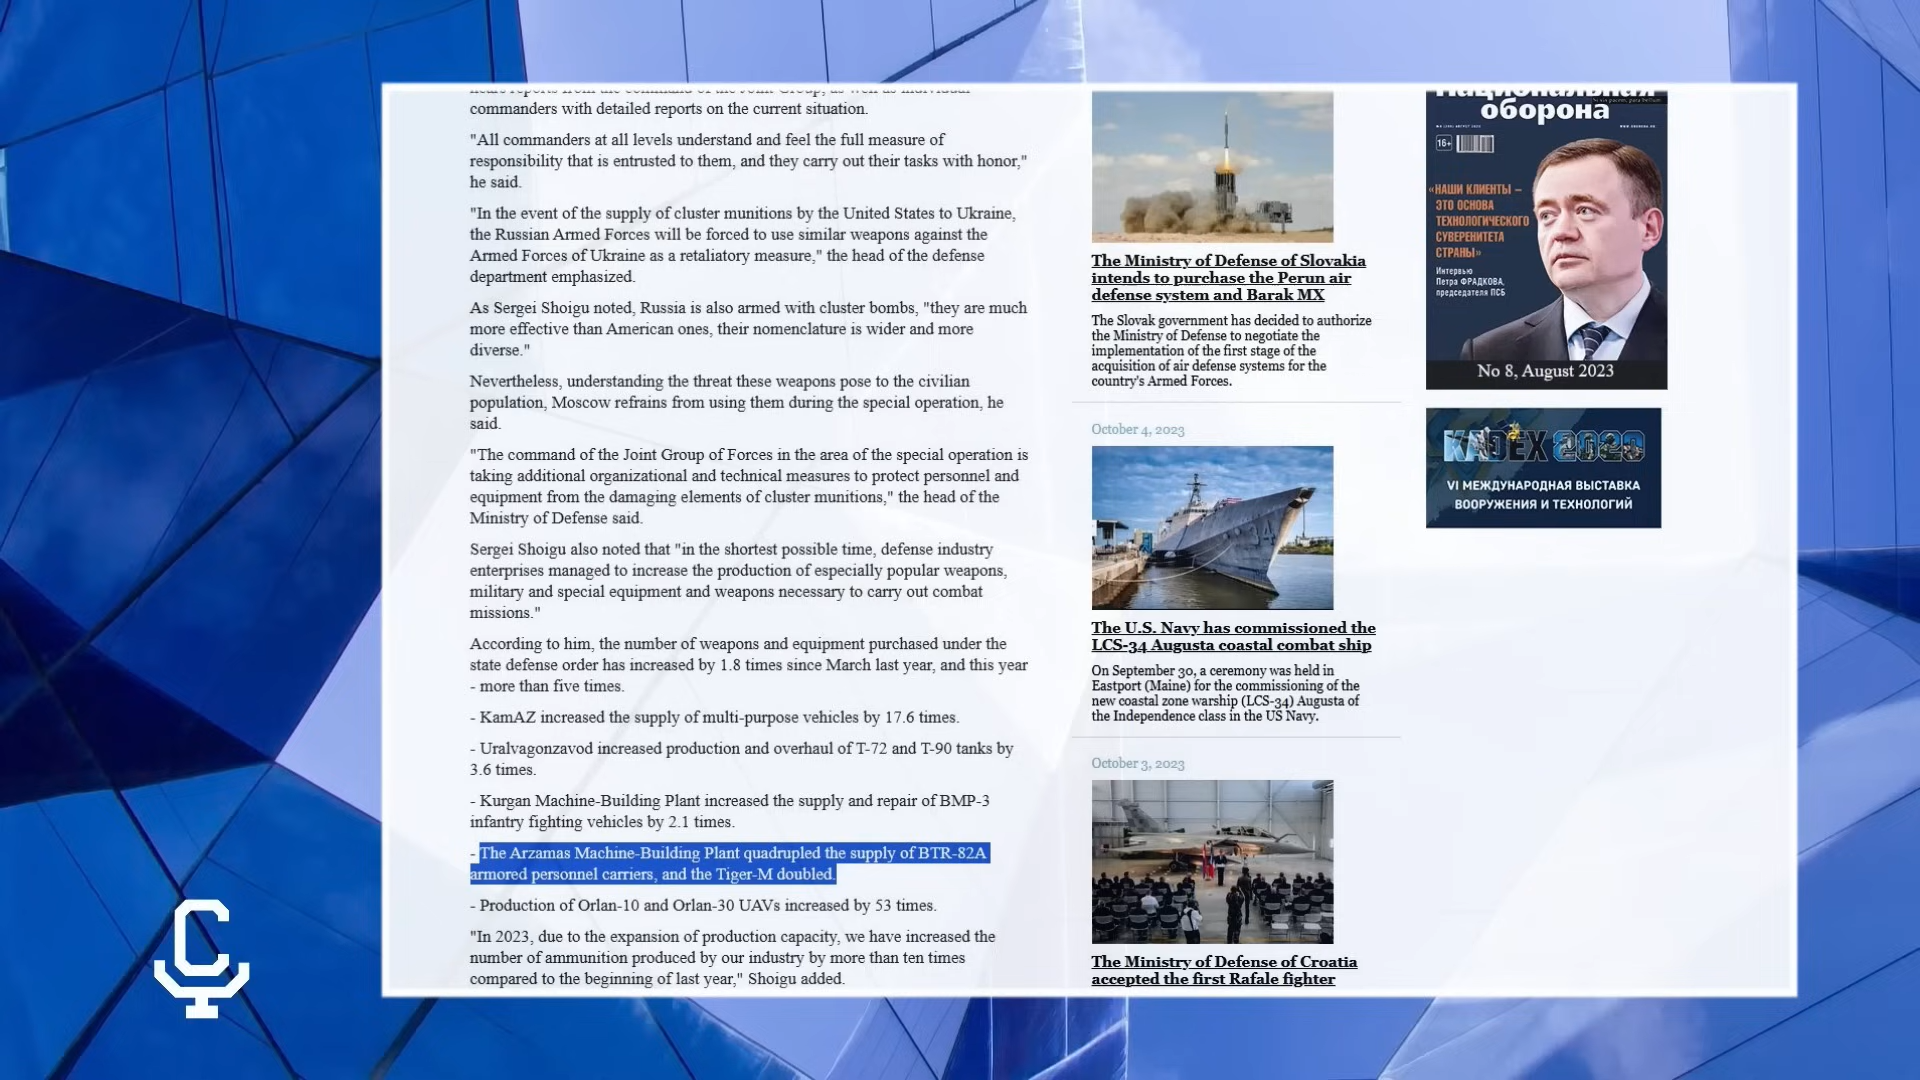 commanders with detailed reports on the current situation.
"All commanders at all levels understand and feel the full measure of
responsibility that is entrusted to them, and they carry out their tasks with honor,"
he said.
"In the event of the supply of cluster munitions by the United States to Ukraine,
the Russian Armed Forces will be forced to use similar weapons against the
Armed Forces of Ukraine as a retaliatory measure," the head of the defense
department emphasized.
As Sergei Shoigu noted, Russia is also armed with cluster bombs, "they are much
more effective than American ones, their nomenclature is wider and more
diverse."
Nevertheless, understanding the threat these weapons pose to the civilian
population, Moscow refrains from using them during the special operation, he
said.
"The command of the Joint Group of Forces in the area of the special operation is
taking additional organizational and technical measures to protect personnel and
equipment from the damaging elements of cluster munitions," the head of the
Ministry of Defense said.
Sergei Shoigu also noted that "in the shortest possible time, defense industry
enterprises managed to increase the production of especially popular weapons,
military and special equipment and weapons necessary to carry out combat
missions."
According to him, the number of weapons and equipment purchased under the
state defense order has increased by 1.8 times since March last year, and this year
- more than five times.
- KamAZ increased the supply of multi-purpose vehicles by 17.6 times.
- Uralvagonzavod increased production and overhaul of T-72 and T-90 tanks by
3.6 times.
- Kurgan Machine-Building Plant increased the supply and repair of BMP-3
infantry fighting vehicles by 2.1 times.
- The Arzamas Machine-Building Plant quadrupled the supply of BTR-82A
armored personnel carriers, and the Tiger-M doubled.
- Production of Orlan-10 and Orlan-30 UAVs increased by 53 times.
"In 2023, due to the expansion of production capacity, we have increased the
number of ammunition produced by our industry by more than ten times
compared to the beginning of last year," Shoigu added.
The Ministry of Defense of Slovakia
intends to purchase the Perun air
defense system and Barak MX
The Slovak government has decided to authorize
the Ministry of Defense to negotiate the
implementation of the first stage of the
acquisition of air defense systems for the
country's Armed Forces.
October 4, 2023
34
The U.S. Navy has commissioned the
LCS-34 Augusta coastal combat ship
On September 30, a ceremony was held in
Eastport (Maine) for the commissioning of the
new coastal zone warship (LCS-34) Augusta of
the Independence class in the US Navy.
October 3, 2023
The Ministry of Defense of Croatia
accepted the first Rafale fighter
национальная
оборона
16+
«НАШИ КЛИЕНТЫ –
ЭТО ОСНОВА
ТЕХНОЛОГИЧЕСКОГО
СУВЕРЕНИТЕТА
СТРАНЫ»
Интервью
Петра ФРАДКОВА,
председателя ПСБ
No 8, August 2023
KADEX 2020
VI МЕЖДУНАРОДНАЯ ВЫСТАВКА
ВООРУЖЕНИЯ И ТЕХНОЛОГИЙ